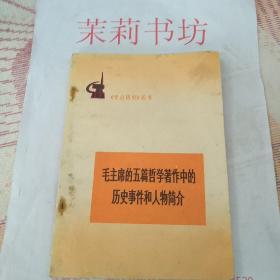 茉莉书坊
《学点历史》丛书
毛主席的五篇哲学著作中的
历史事件和人物简介